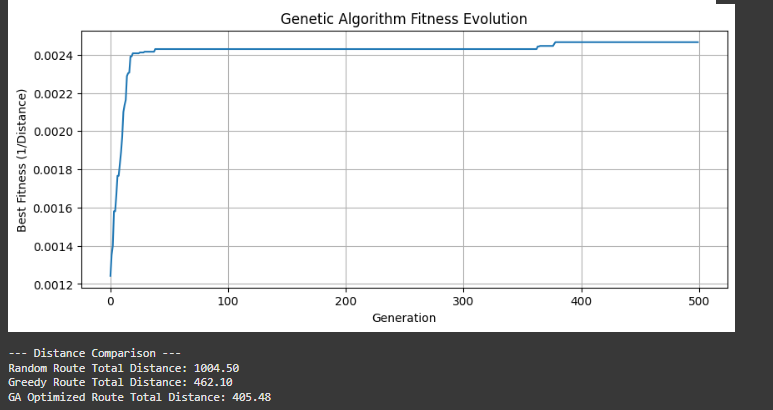 Genetic Algorithm Fitness Evolution
Best Fitness (1/Distance)
0.0024
0.0022
0.0020
0.0018
0.0016
0.0014
0.0012
0 100 200 300 400 500
Generation
--- Distance Comparison ---
Random Route Total Distance: 1004.50
Greedy Route Total Distance: 462.10
GA Optimized Route Total Distance: 405.48